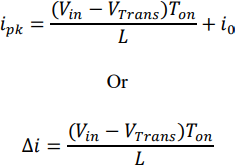 i_pk = (V_in − V_Trans)T_on / L + i_0
Or
Δi = (V_in − V_Trans)T_on / L